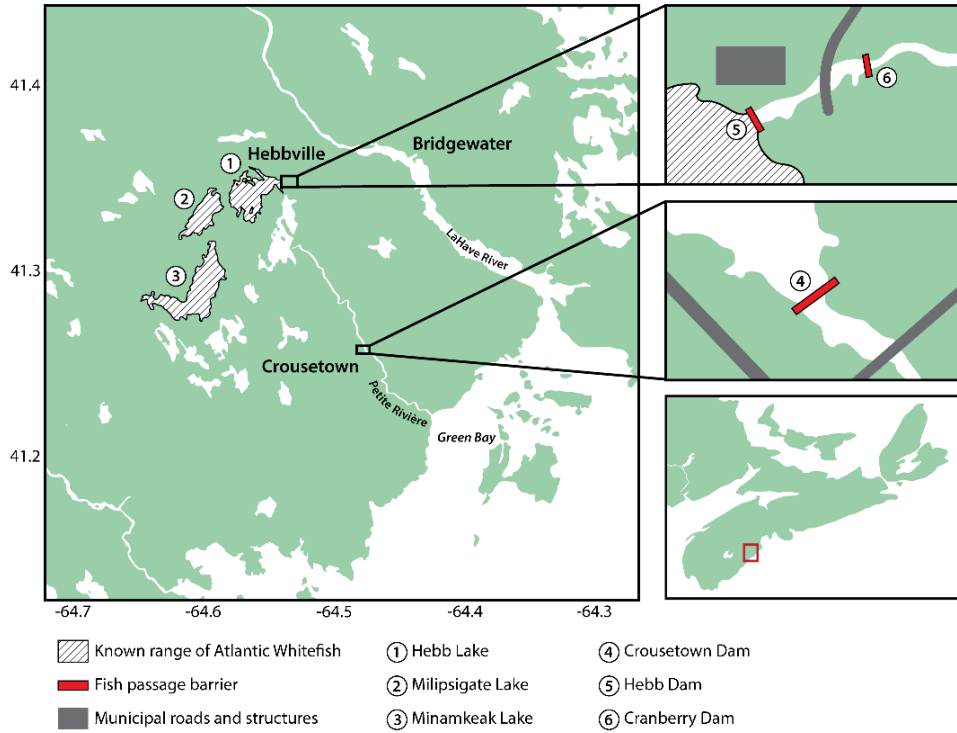 41.4
41.3
41.2
-64.7
-64.6
-64.5
-64.4
-64.3
Hebbville
Bridgewater
1
2
3
LaHave River
Crousetown
Petite Rivière
Green Bay
5
6
4
Known range of Atlantic Whitefish
Fish passage barrier
Municipal roads and structures
1 Hebb Lake
2 Milipsigate Lake
3 Minamkeak Lake
4 Crousetown Dam
5 Hebb Dam
6 Cranberry Dam